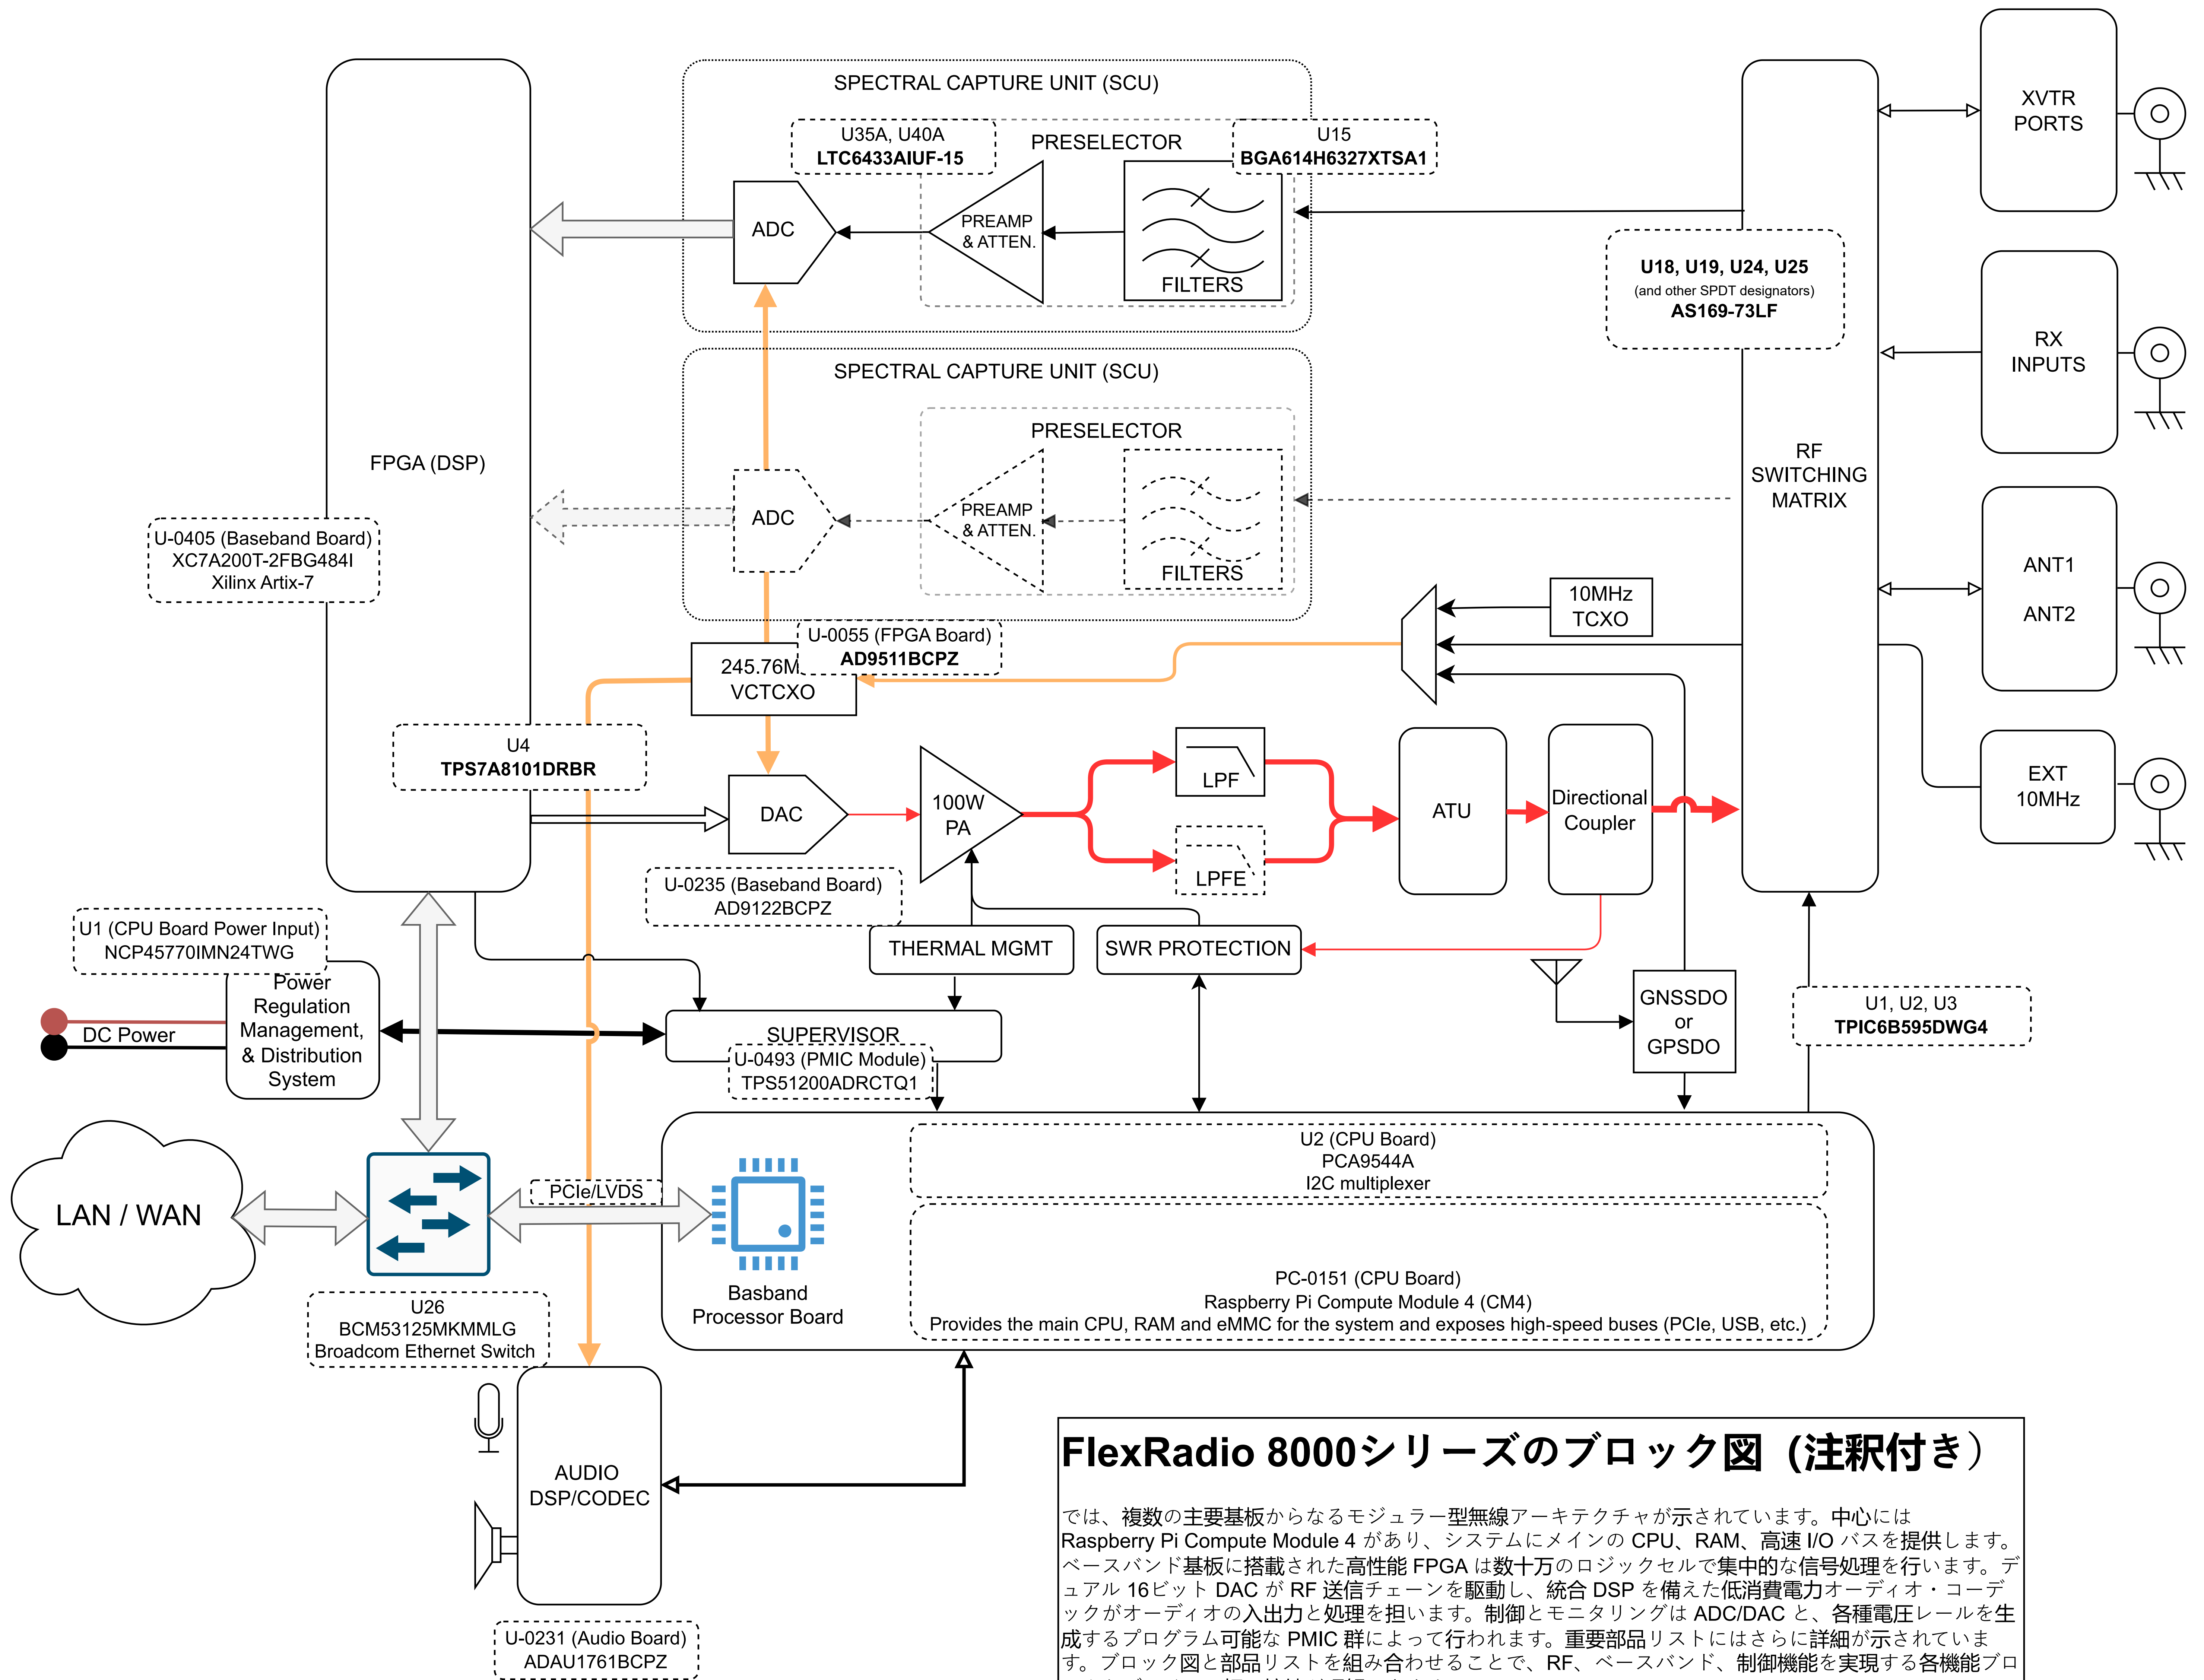 SPECTRAL CAPTURE UNIT (SCU)
U35A, U40A
LTC6433AIUF-15
PRESELECTOR
U15
BGA614H6327XTSA1
ADC
PREAMP
& ATTEN.
FILTERS
XVTR
PORTS
U18, U19, U24, U25
(and other SPDT designators)
AS169-73LF
RX
INPUTS
SPECTRAL CAPTURE UNIT (SCU)
PRESELECTOR
ADC
PREAMP
& ATTEN.
FILTERS
FPGA (DSP)
RF
SWITCHING
MATRIX
U-0405 (Baseband Board)
XC7A200T-2FBG484I
Xilinx Artix-7
ANT1
ANT2
10MHz
TCXO
U-0055 (FPGA Board)
AD9511BCPZ
245.76M
VCTCXO
U4
TPS7A8101DRBR
DAC
100W
PA
LPF
LPFE
ATU
Directional
Coupler
EXT
10MHz
U-0235 (Baseband Board)
AD9122BCPZ
U1 (CPU Board Power Input)
NCP45770IMN24TWG
THERMAL MGMT
SWR PROTECTION
Power
Regulation
Management,
& Distribution
System
DC Power
SUPERVISOR
U-0493 (PMIC Module)
TPS51200ADRCTQ1
GNSSDO
or
GPSDO
U1, U2, U3
TPIC6B595DWG4
U2 (CPU Board)
PCA9544A
I2C multiplexer
LAN / WAN
PCIe/LVDS
Basband
Processor Board
PC-0151 (CPU Board)
Raspberry Pi Compute Module 4 (CM4)
Provides the main CPU, RAM and eMMC for the system and exposes high-speed buses (PCIe, USB, etc.)
U26
BCM53125MKMMLG
Broadcom Ethernet Switch
AUDIO
DSP/CODEC
U-0231 (Audio Board)
ADAU1761BCPZ
FlexRadio 8000シリーズのブロック図（注釈付き）
では、複数の主要基板からなるモジュラー型無線アーキテクチャが示されています。中心には
Raspberry Pi Compute Module 4 があり、システムにメインの CPU、RAM、高速 I/O バスを提供します。
ベースバンド基板に搭載された高性能 FPGA は数十万のロジックセルで集中的な信号処理を行います。デ
ュアル 16ビット DAC が RF 送信チェーンを駆動し、統合 DSP を備えた低消費電力オーディオ・コーデ
ックがオーディオの入出力と処理を担います。制御とモニタリングは ADC/DAC と、各種電圧レールを生
成するプログラム可能な PMIC 群によって行われます。重要部品リストにはさらに詳細が示されていま
す。ブロック図と部品リストを組み合わせることで、RF、ベースバンド、制御機能を実現する各機能ブロ